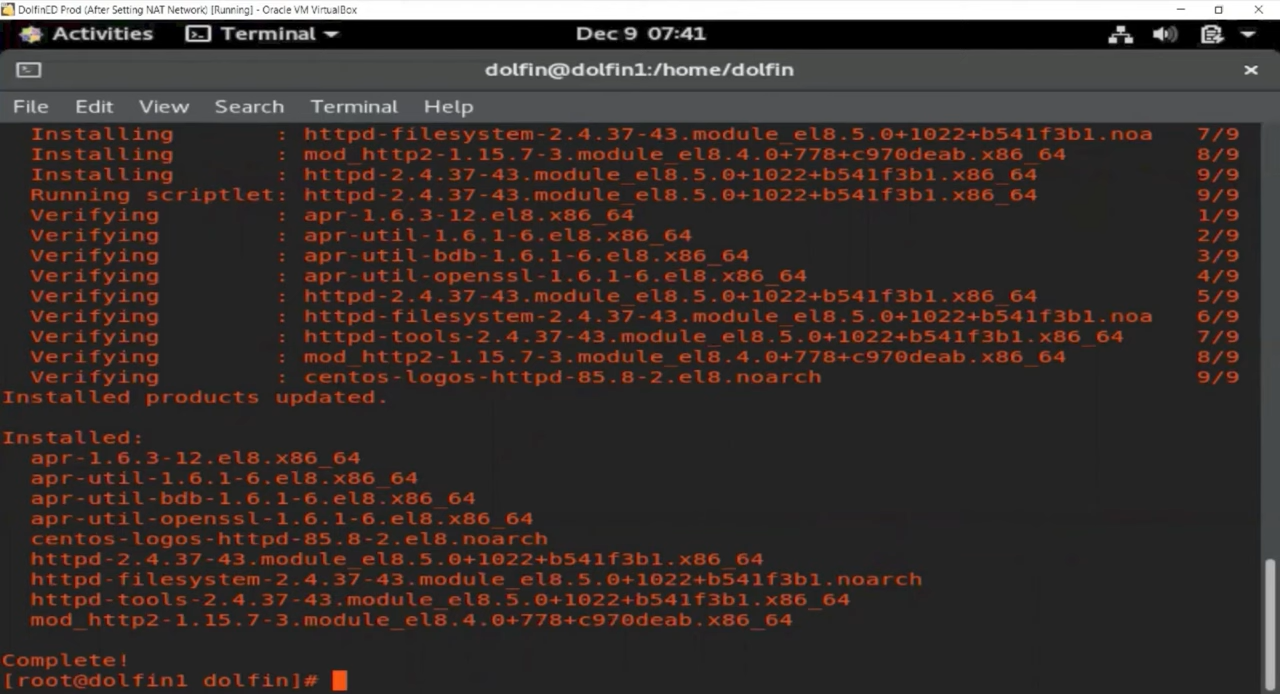 DolfinED Prod (After Setting NAT Network) [Running] - Oracle VM VirtualBox
Activities Terminal Dec 9 07:41
dolfin@dolfin1:/home/dolfin
File Edit View Search Terminal Help
Installing : httpd-filesystem-2.4.37-43.module_el8.5.0+1022+b541f3b1.noa 7/9
Installing : mod_http2-1.15.7-3.module_el8.4.0+778+c970deab.x86_64 8/9
Installing : httpd-2.4.37-43.module_el8.5.0+1022+b541f3b1.x86_64 9/9
Running scriptlet: httpd-2.4.37-43.module_el8.5.0+1022+b541f3b1.x86_64 9/9
Verifying : apr-1.6.3-12.el8.x86_64 1/9
Verifying : apr-util-1.6.1-6.el8.x86_64 2/9
Verifying : apr-util-bdb-1.6.1-6.el8.x86_64 3/9
Verifying : apr-util-openssl-1.6.1-6.el8.x86_64 4/9
Verifying : httpd-2.4.37-43.module_el8.5.0+1022+b541f3b1.x86_64 5/9
Verifying : httpd-filesystem-2.4.37-43.module_el8.5.0+1022+b541f3b1.noa 6/9
Verifying : httpd-tools-2.4.37-43.module_el8.5.0+1022+b541f3b1.x86_64 7/9
Verifying : mod_http2-1.15.7-3.module_el8.4.0+778+c970deab.x86_64 8/9
Verifying : centos-logos-httpd-85.8-2.el8.noarch 9/9
Installed products updated.
Installed:
apr-1.6.3-12.el8.x86_64
apr-util-1.6.1-6.el8.x86_64
apr-util-bdb-1.6.1-6.el8.x86_64
apr-util-openssl-1.6.1-6.el8.x86_64
centos-logos-httpd-85.8-2.el8.noarch
httpd-2.4.37-43.module_el8.5.0+1022+b541f3b1.x86_64
httpd-filesystem-2.4.37-43.module_el8.5.0+1022+b541f3b1.noarch
httpd-tools-2.4.37-43.module_el8.5.0+1022+b541f3b1.x86_64
mod_http2-1.15.7-3.module_el8.4.0+778+c970deab.x86_64
Complete!
[root@dolfin1 dolfin]#